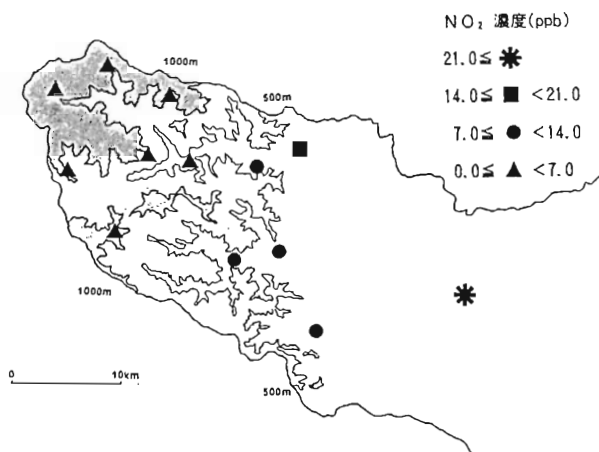 NO₂ 濃度(ppb)
21.0≦
14.0≦ ■ <21.0
7.0≦ ● <14.0
0.0≦ ▲ <7.0
1000m
500m
1000m
0 10km
500m